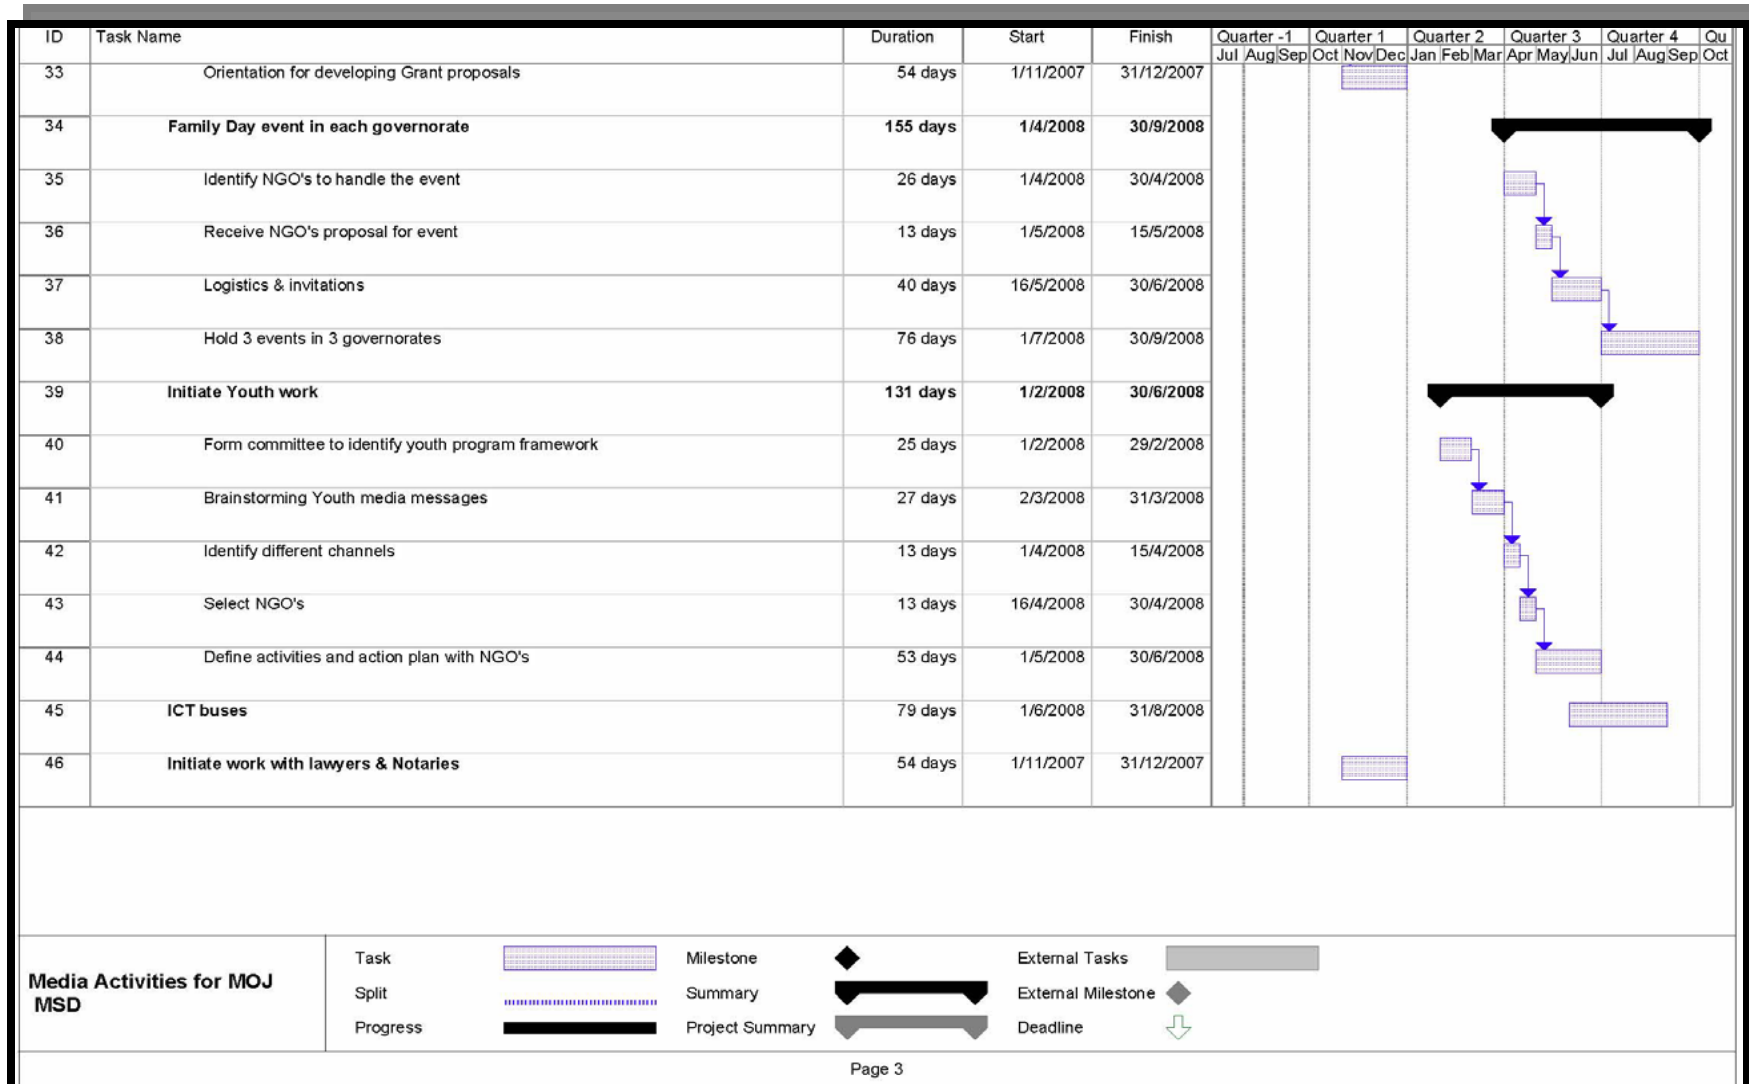 ID Task Name Duration Start Finish Quarter -1 Quarter 1 Quarter 2 Quarter 3 Quarter 4 Qu
Jul Aug Sep Oct Nov Dec Jan Feb Mar Apr May Jun Jul Aug Sep Oct
33 Orientation for developing Grant proposals 54 days 1/11/2007 31/12/2007
34 Family Day event in each governorate 155 days 1/4/2008 30/9/2008
35 Identify NGO's to handle the event 26 days 1/4/2008 30/4/2008
36 Receive NGO's proposal for event 13 days 1/5/2008 15/5/2008
37 Logistics & invitations 40 days 16/5/2008 30/6/2008
38 Hold 3 events in 3 governorates 76 days 1/7/2008 30/9/2008
39 Initiate Youth work 131 days 1/2/2008 30/6/2008
40 Form committee to identify youth program framework 25 days 1/2/2008 29/2/2008
41 Brainstorming Youth media messages 27 days 2/3/2008 31/3/2008
42 Identify different channels 13 days 1/4/2008 15/4/2008
43 Select NGO's 13 days 16/4/2008 30/4/2008
44 Define activities and action plan with NGO's 53 days 1/5/2008 30/6/2008
45 ICT buses 79 days 1/6/2008 31/8/2008
46 Initiate work with lawyers & Notaries 54 days 1/11/2007 31/12/2007
Media Activities for MOJ
MSD
Task Milestone External Tasks
Split Summary External Milestone
Progress Project Summary Deadline
Page 3